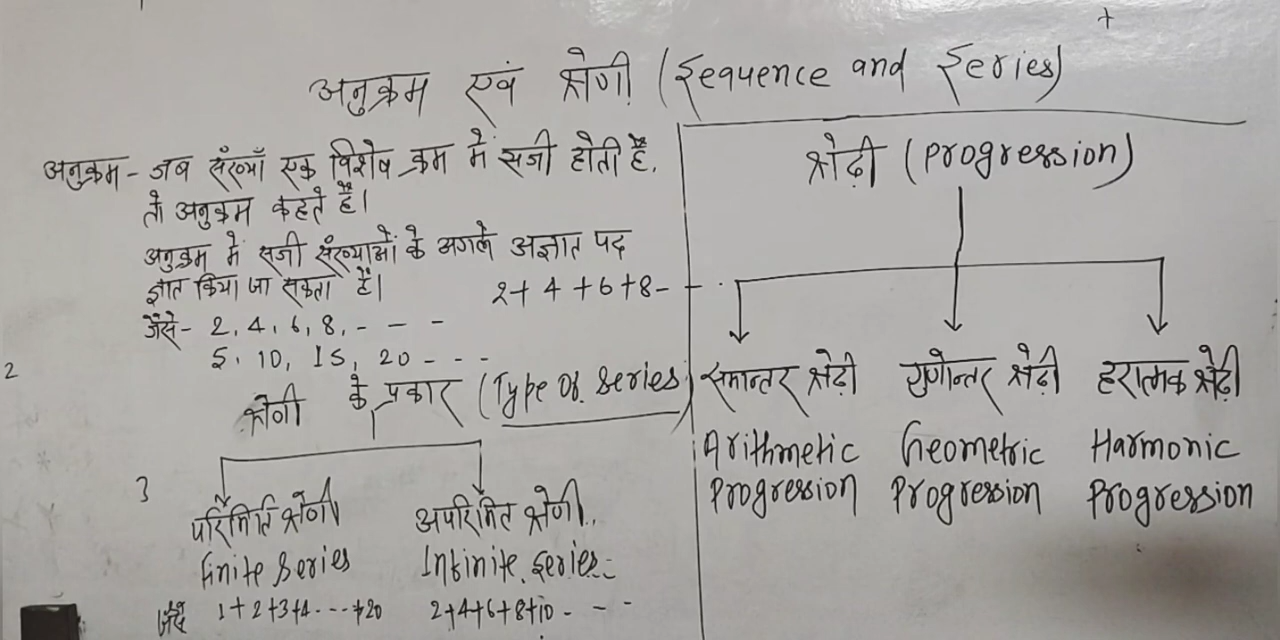 अनुक्रम एवं श्रेणी (Sequence and Series)
अनुक्रम - जब संख्याँ एक विशेष क्रम में सजी होती है,
तो अनुक्रम कहते हैं।
अनुक्रम में सजी संख्याओं के अगले अज्ञात पद
ज्ञात किया जा सकता है।
2+4+6+8- - .
जैसे- 2, 4, 6, 8, - - -
5, 10, 15, 20 - - -
श्रेणी के प्रकार (Type of series)
2
3
परिमित श्रेणी
Finite Series
जैसे 1+2+3+4.---+20
अपरिमित श्रेणी..
Infinite Series
2+4+6+8+10 - - -
श्रेढ़ी (Progression)
समान्तर श्रेढ़ी
Arithmetic
Progression
गुणोन्तर श्रेढ़ी
Geometric
Progression
हरात्मक श्रेढ़ी
Harmonic
Progression